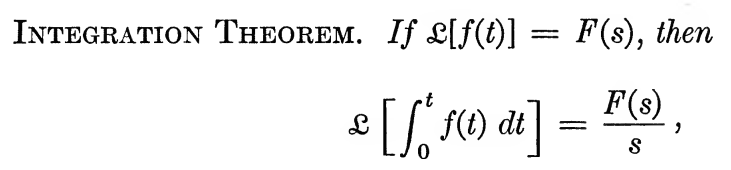 INTEGRATION THEOREM. If ℒ[f(t)] = F(s), then
ℒ [∫₀ᵗ f(t) dt] = F(s)/s ,